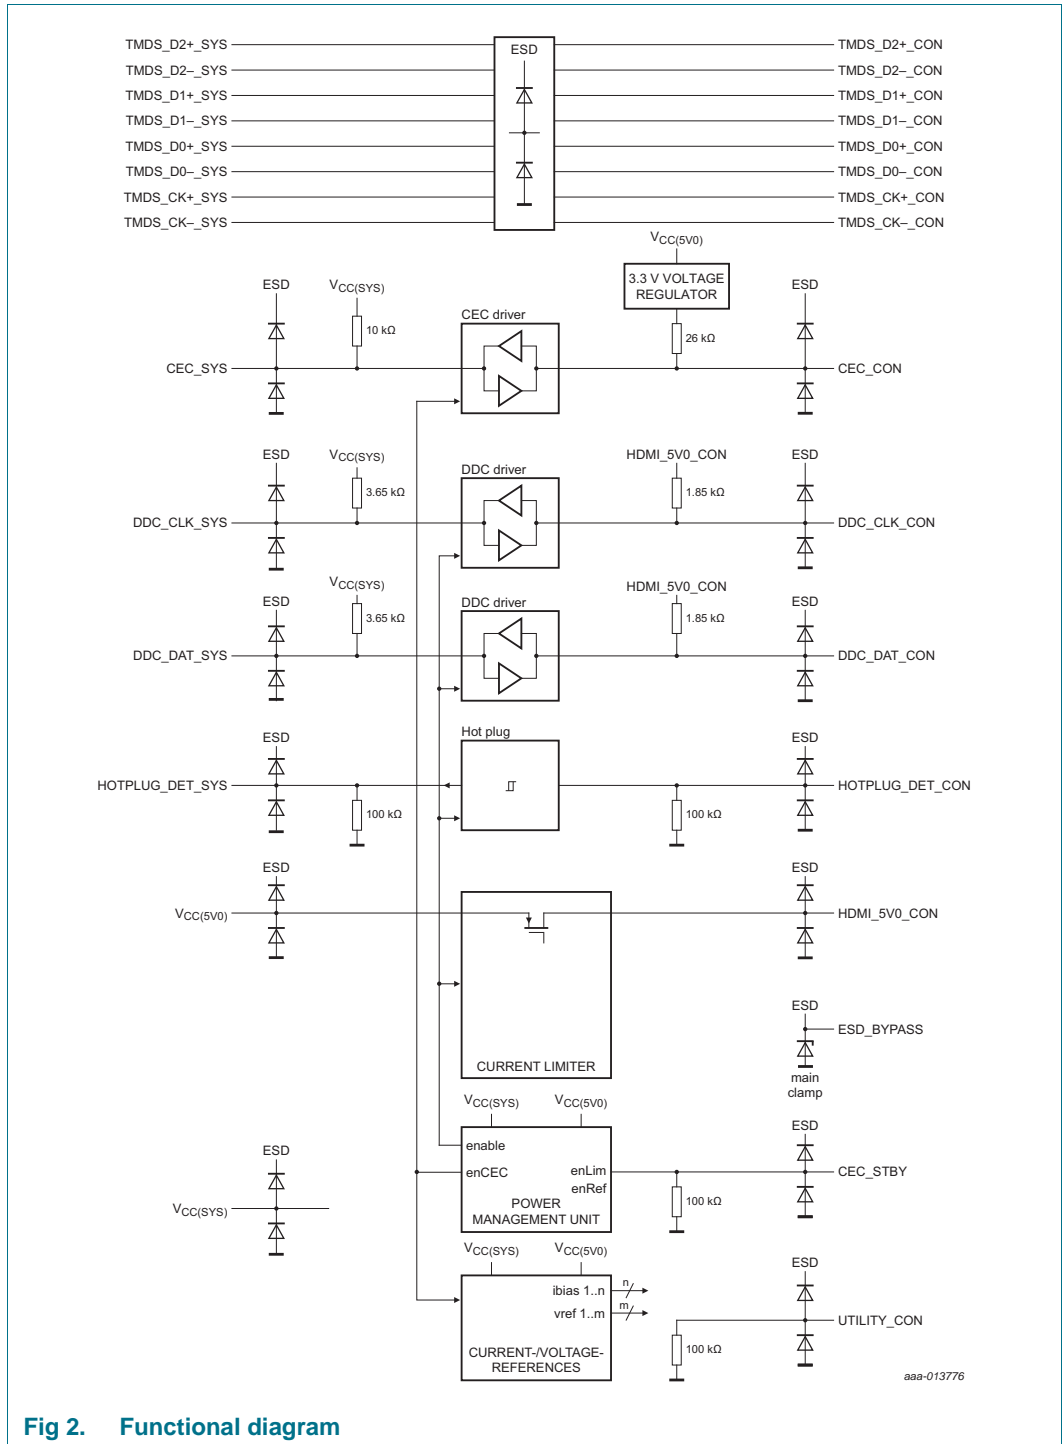 TMDS_D2+_SYS ESD TMDS_D2+_CON
TMDS_D2–_SYS TMDS_D2–_CON
TMDS_D1+_SYS TMDS_D1+_CON
TMDS_D1–_SYS TMDS_D1–_CON
TMDS_D0+_SYS TMDS_D0+_CON
TMDS_D0–_SYS TMDS_D0–_CON
TMDS_CK+_SYS TMDS_CK+_CON
TMDS_CK–_SYS TMDS_CK–_CON
VCC(5V0)
3.3 V VOLTAGE
REGULATOR
ESD VCC(SYS) ESD
CEC driver
10 kΩ 26 kΩ
CEC_SYS CEC_CON
ESD VCC(SYS) HDMI_5V0_CON ESD
DDC driver
3.65 kΩ 1.85 kΩ
DDC_CLK_SYS DDC_CLK_CON
VCC(SYS) HDMI_5V0_CON
ESD DDC driver ESD
3.65 kΩ 1.85 kΩ
DDC_DAT_SYS DDC_DAT_CON
ESD Hot plug ESD
HOTPLUG_DET_SYS HOTPLUG_DET_CON
100 kΩ 100 kΩ
ESD ESD
VCC(5V0) HDMI_5V0_CON
ESD
ESD_BYPASS
CURRENT LIMITER
main
clamp
VCC(SYS) VCC(5V0)
ESD
enable
ESD
enCEC enLim CEC_STBY
enRef
100 kΩ
POWER
MANAGEMENT UNIT
VCC(SYS)
VCC(SYS) VCC(5V0)
ESD
ibias 1..n n
vref 1..m m
UTILITY_CON
100 kΩ
CURRENT-/VOLTAGE-
REFERENCES
aaa-013776
Fig 2. Functional diagram